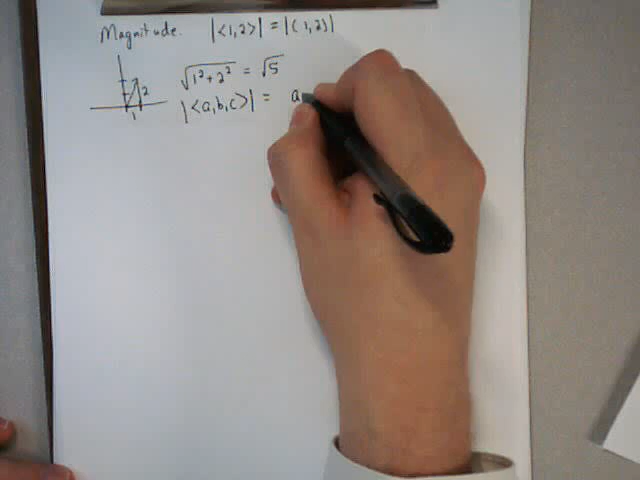 Magnitude. |<1,2>| = |(1,2)|
√1²+2² = √5
2
1
|<a,b,c>| = a